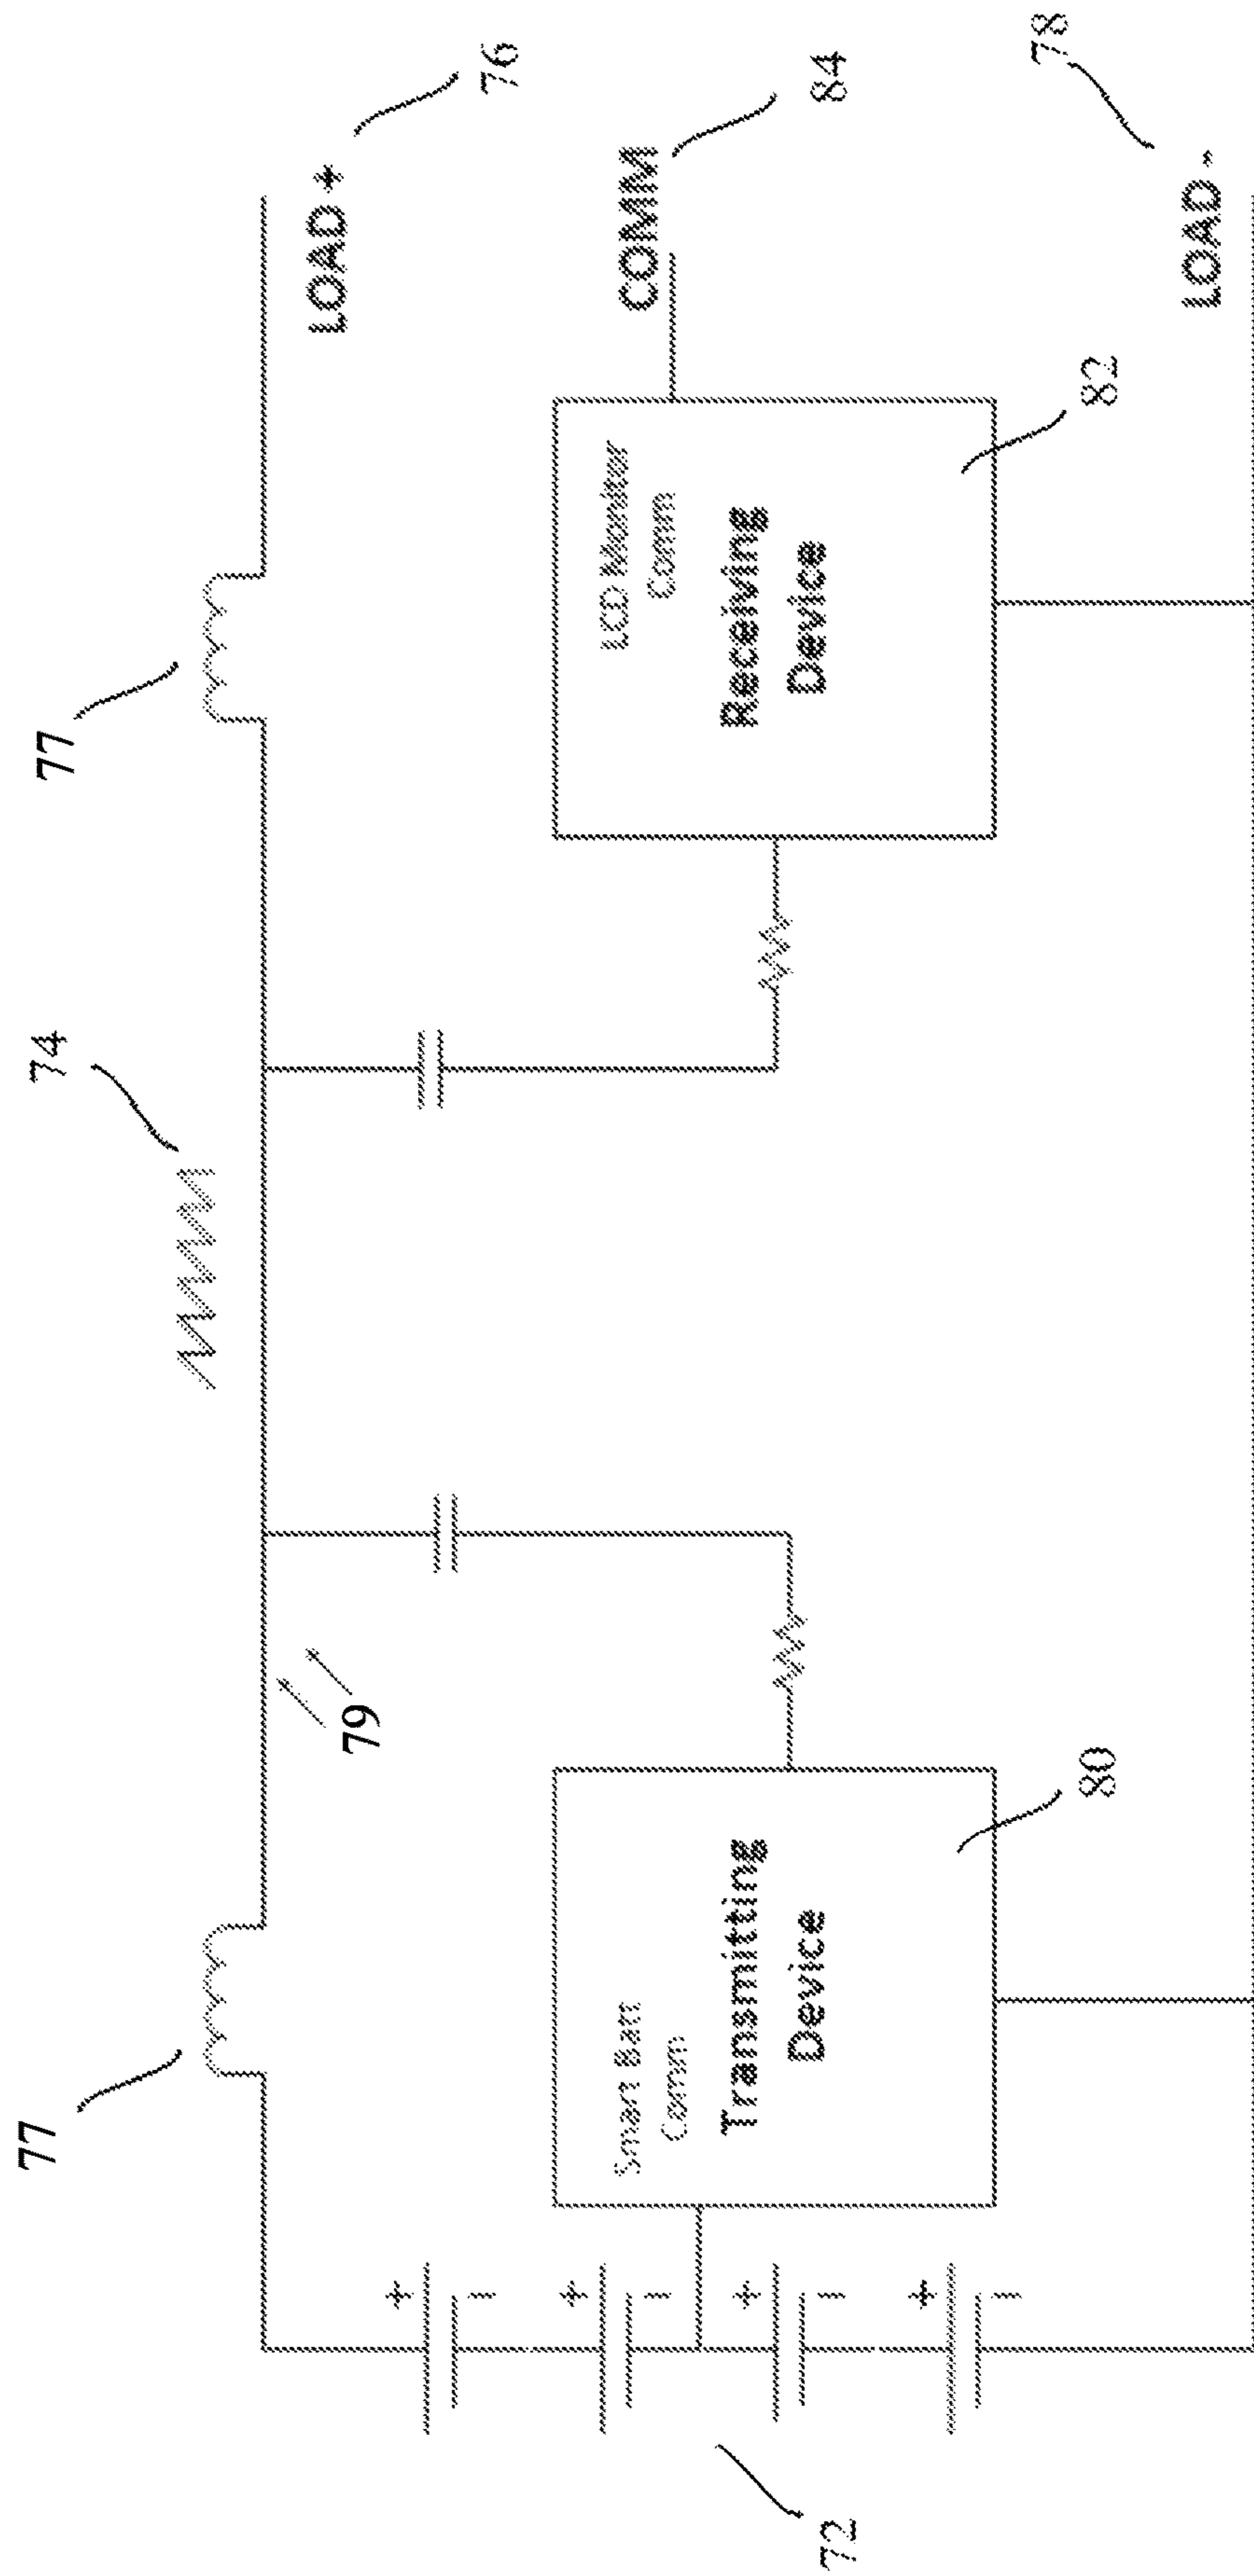 77
74
77
76
LOAD +
79
Smart Batt
Comm
Transmitting
Device
80
LCD Monitor
Comm
Receiving
Device
82
COMM
84
72
+
-
+
-
+
-
+
-
LOAD -
78